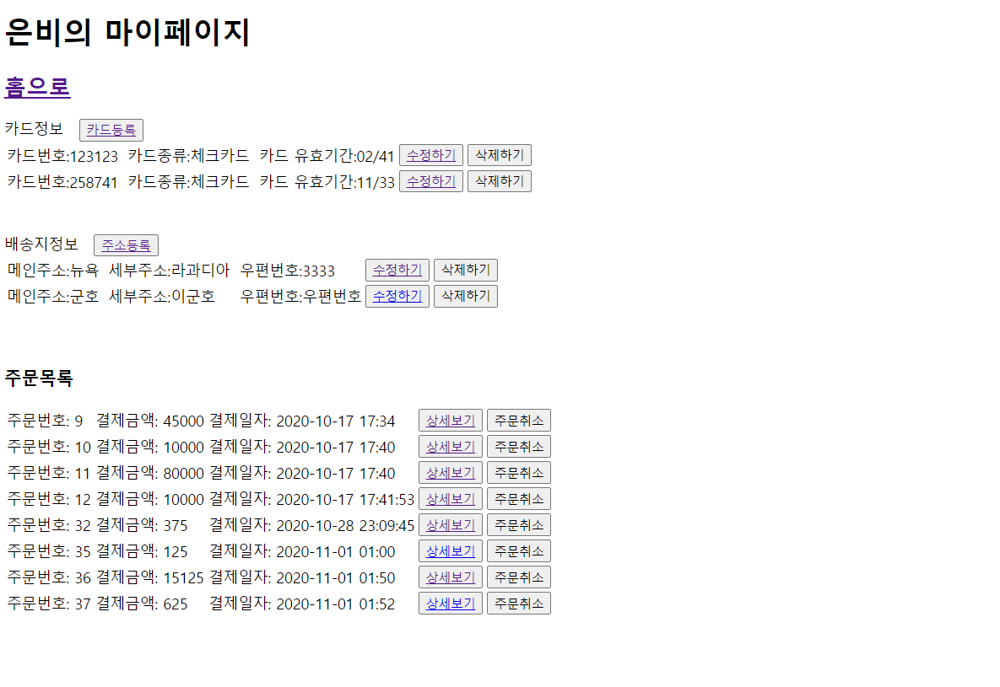 은비의 마이페이지
홈으로
카드정보 카드등록
카드번호:123123 카드종류:체크카드 카드 유효기간:02/41 수정하기 삭제하기
카드번호:258741 카드종류:체크카드 카드 유효기간:11/33 수정하기 삭제하기
배송지정보 주소등록
메인주소:뉴욕 세부주소:라과디아 우편번호:3333 수정하기 삭제하기
메인주소:군호 세부주소:이군호 우편번호:우편번호 수정하기 삭제하기
주문목록
주문번호: 9 결제금액: 45000 결제일자: 2020-10-17 17:34 상세보기 주문취소
주문번호: 10 결제금액: 10000 결제일자: 2020-10-17 17:40 상세보기 주문취소
주문번호: 11 결제금액: 80000 결제일자: 2020-10-17 17:40 상세보기 주문취소
주문번호: 12 결제금액: 10000 결제일자: 2020-10-17 17:41:53 상세보기 주문취소
주문번호: 32 결제금액: 375 결제일자: 2020-10-28 23:09:45 상세보기 주문취소
주문번호: 35 결제금액: 125 결제일자: 2020-11-01 01:00 상세보기 주문취소
주문번호: 36 결제금액: 15125 결제일자: 2020-11-01 01:50 상세보기 주문취소
주문번호: 37 결제금액: 625 결제일자: 2020-11-01 01:52 상세보기 주문취소